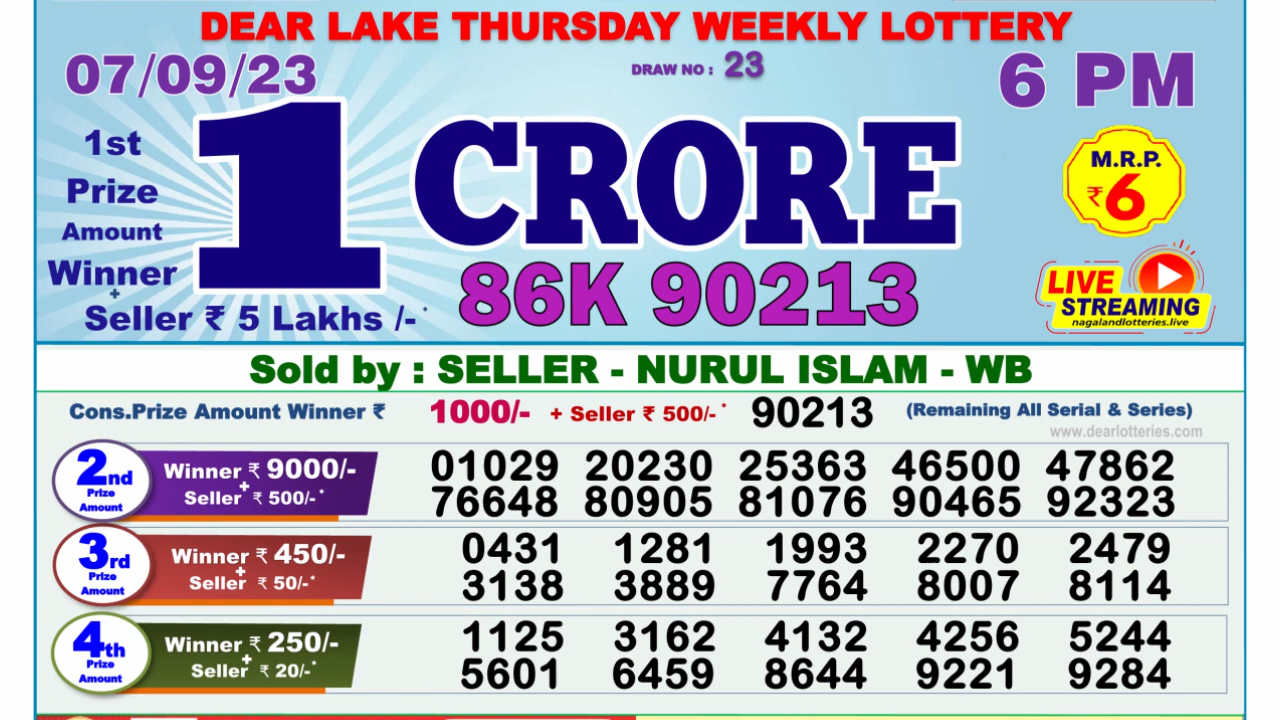 DEAR LAKE THURSDAY WEEKLY LOTTERY
07/09/23
DRAW NO : 23
6 PM
1st
Prize
Amount
Winner
+
Seller ₹ 5 Lakhs /-*
1 CRORE
86K 90213
M.R.P.
₹6
LIVE
STREAMING
nagalandlotteries.live
Sold by : SELLER - NURUL ISLAM - WB
Cons.Prize Amount Winner ₹ 1000/- + Seller ₹ 500/-* 90213 (Remaining All Serial & Series)
www.dearlotteries.com
2nd
Prize
Amount
Winner ₹ 9000/-
+
Seller ₹ 500/-*
01029 20230 25363 46500 47862
76648 80905 81076 90465 92323
3rd
Prize
Amount
Winner ₹ 450/-
+
Seller ₹ 50/-*
0431 1281 1993 2270 2479
3138 3889 7764 8007 8114
4th
Prize
Amount
Winner ₹ 250/-
+
Seller ₹ 20/-*
1125 3162 4132 4256 5244
5601 6459 8644 9221 9284